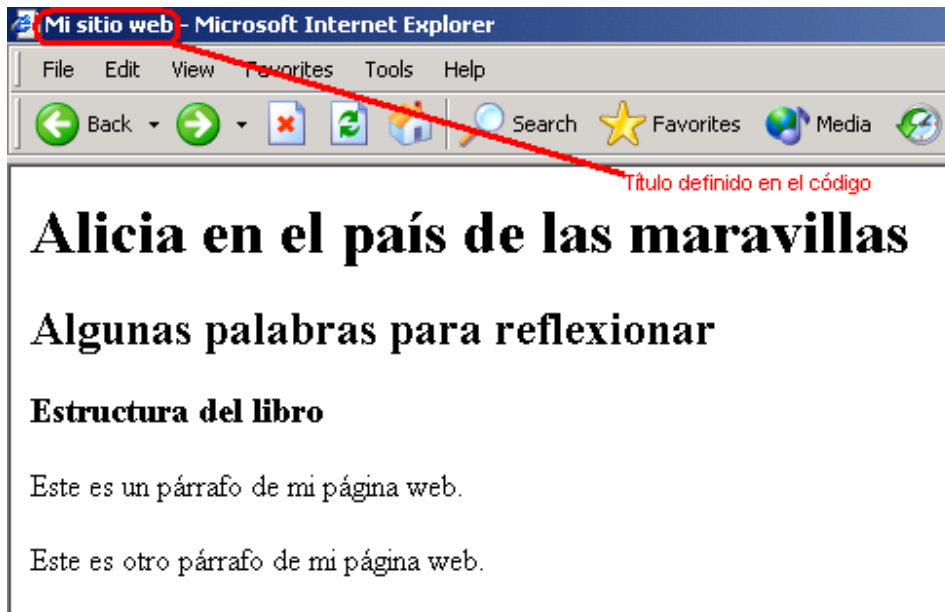 Mi sitio web - Microsoft Internet Explorer
File Edit View Favorites Tools Help
Back Search Favorites Media
Título definido en el código
Alicia en el país de las maravillas
Algunas palabras para reflexionar
Estructura del libro
Este es un párrafo de mi página web.
Este es otro párrafo de mi página web.